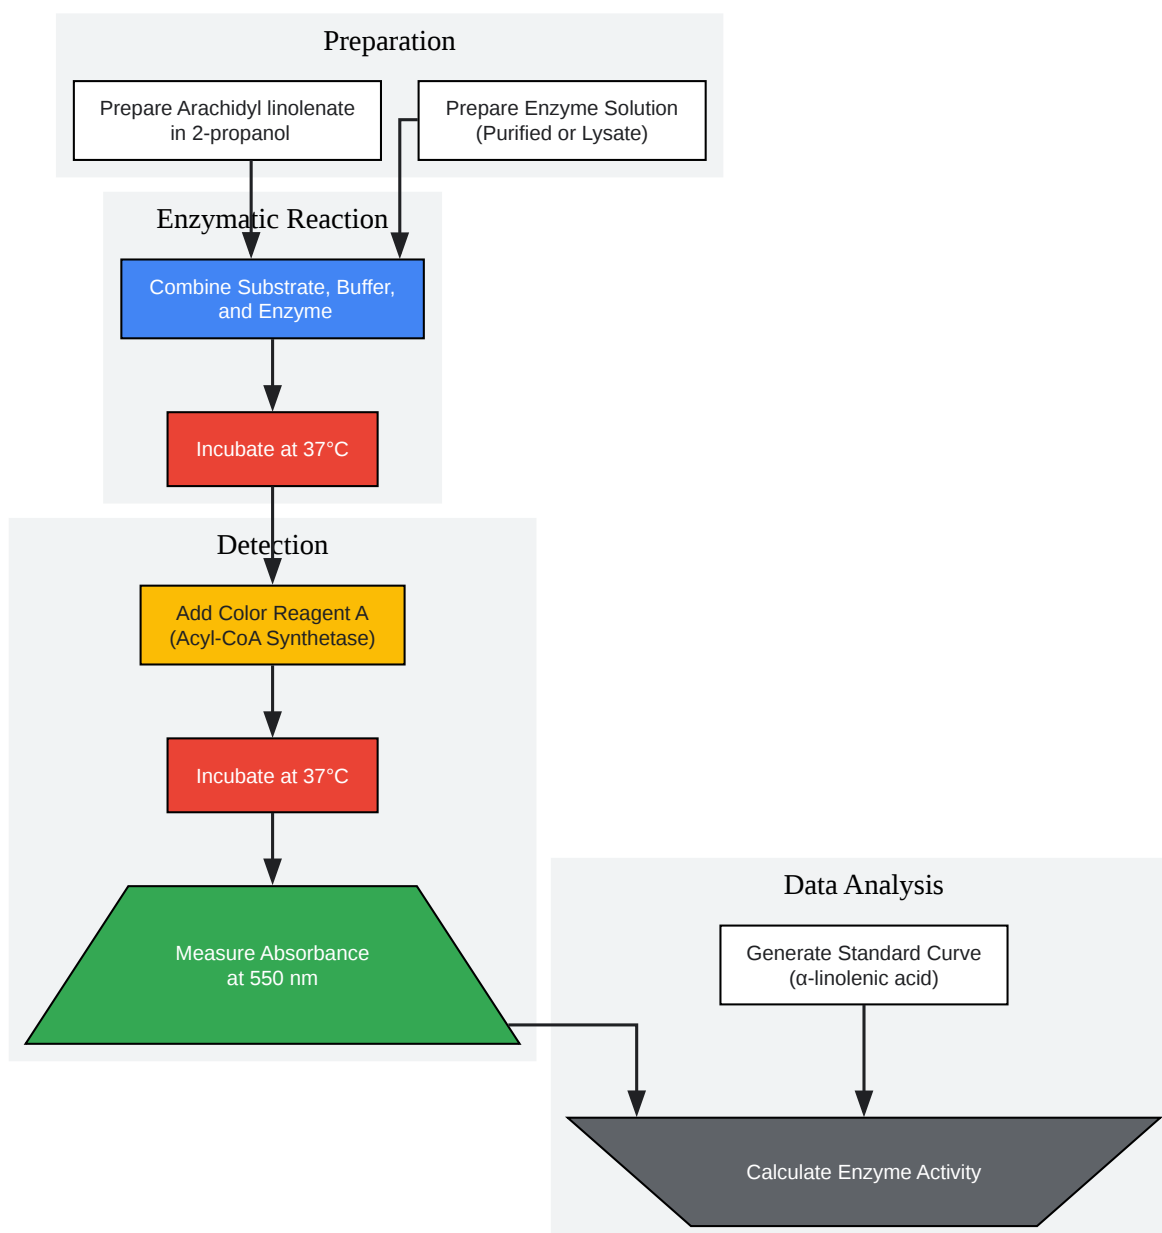 Preparation
Prepare Arachidyl linolenate
in 2-propanol
Prepare Enzyme Solution
(Purified or Lysate)
Enzymatic Reaction
Combine Substrate, Buffer,
and Enzyme
Incubate at 37°C
Detection
Add Color Reagent A
(Acyl-CoA Synthetase)
Incubate at 37°C
Measure Absorbance
at 550 nm
Data Analysis
Generate Standard Curve
(α-linolenic acid)
Calculate Enzyme Activity